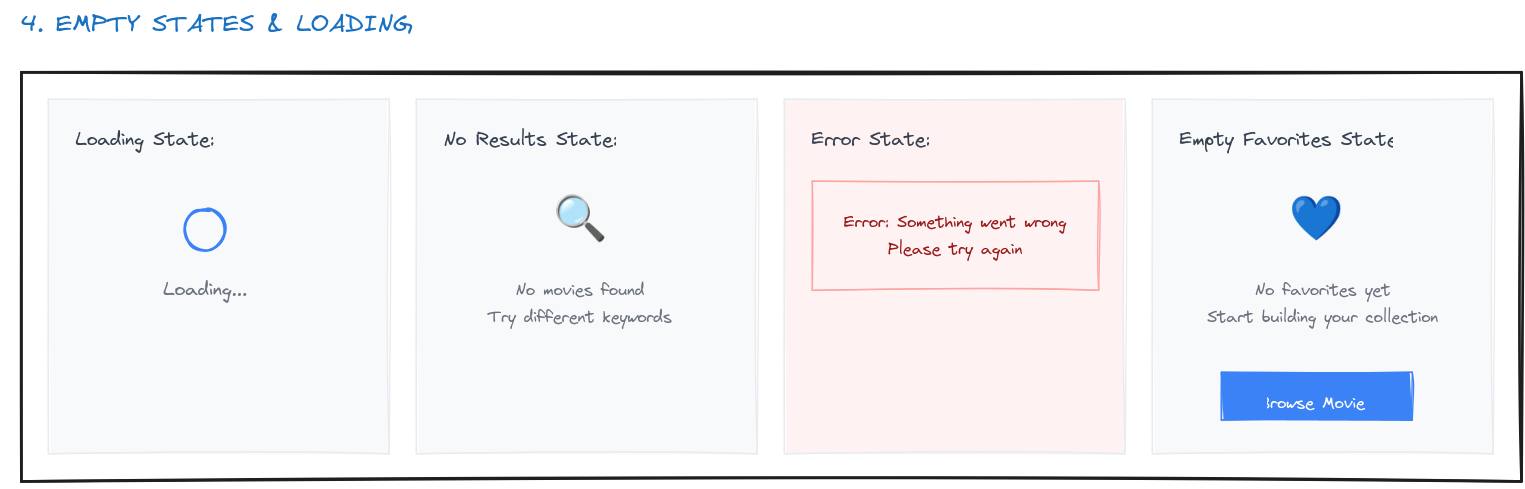 4. EMPTY STATES & LOADING
Loading State:
Loading...
No Results State:
No movies found
Try different keywords
Error State:
Error: Something went wrong
Please try again
Empty Favorites State
No favorites yet
Start building your collection
Browse Movie